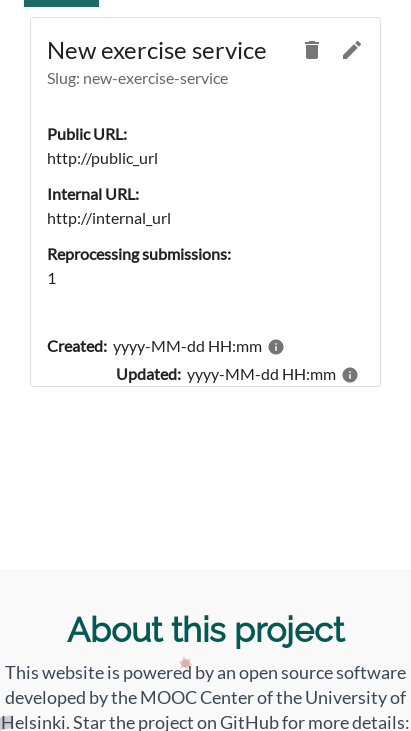 New exercise service
Slug: new-exercise-service
Public URL:
http://public_url
Internal URL:
http://internal_url
Reprocessing submissions:
1
Created: yyyy-MM-dd HH:mm
Updated: yyyy-MM-dd HH:mm
About this project
This website is powered by an open source software
developed by the MOOC Center of the University of
Helsinki. Star the project on GitHub for more details: